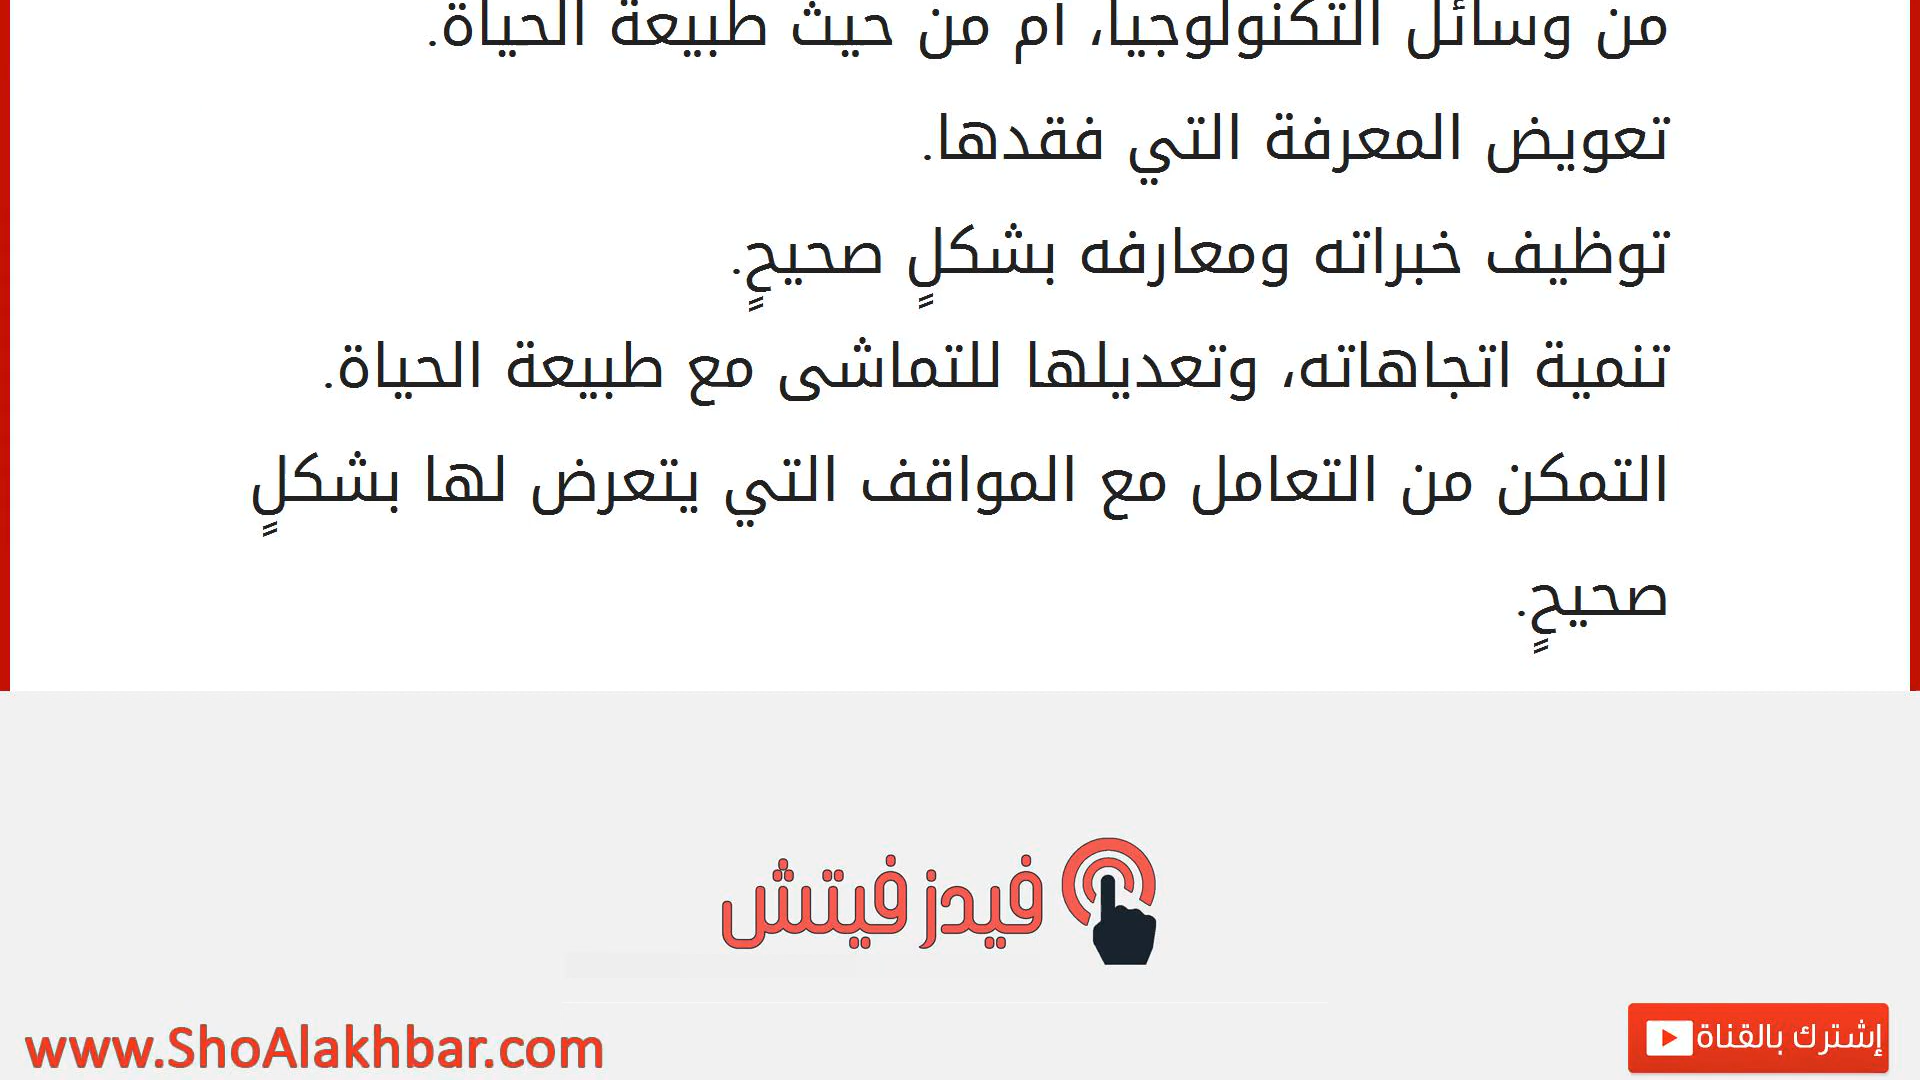 من وسائل التكنولوجيا، أم من حيث طبيعة الحياة.
تعويض المعرفة التي فقدها.
توظيف خبراته ومعارفه بشكلٍ صحيحٍ.
تنمية اتجاهاته، وتعديلها للتماشى مع طبيعة الحياة.
التمكن من التعامل مع المواقف التي يتعرض لها بشكلٍ
صحيحٍ.
فيدز فيتش
www.ShoAlakhbar.com
إشترك بالقناة